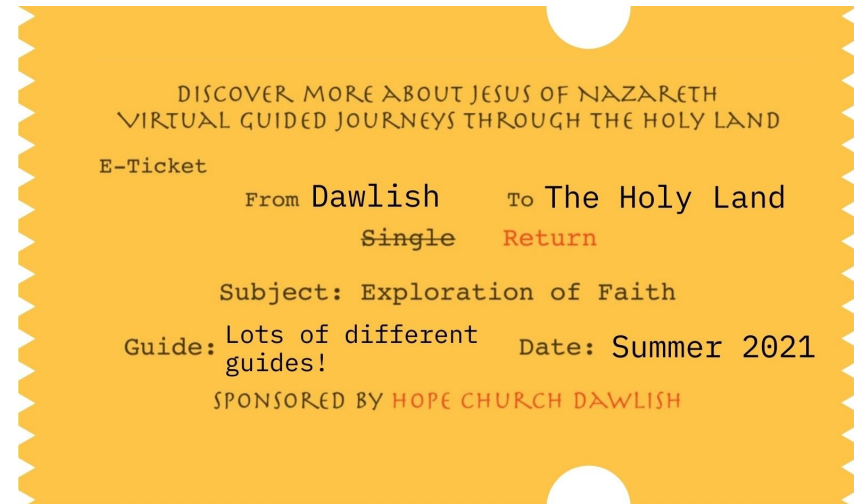 DISCOVER MORE ABOUT JESUS OF NAZARETH
VIRTUAL GUIDED JOURNEYS THROUGH THE HOLY LAND
E-Ticket
From Dawlish To The Holy Land
Single Return
Subject: Exploration of Faith
Guide: Lots of different
guides! Date: Summer 2021
SPONSORED BY HOPE CHURCH DAWLISH